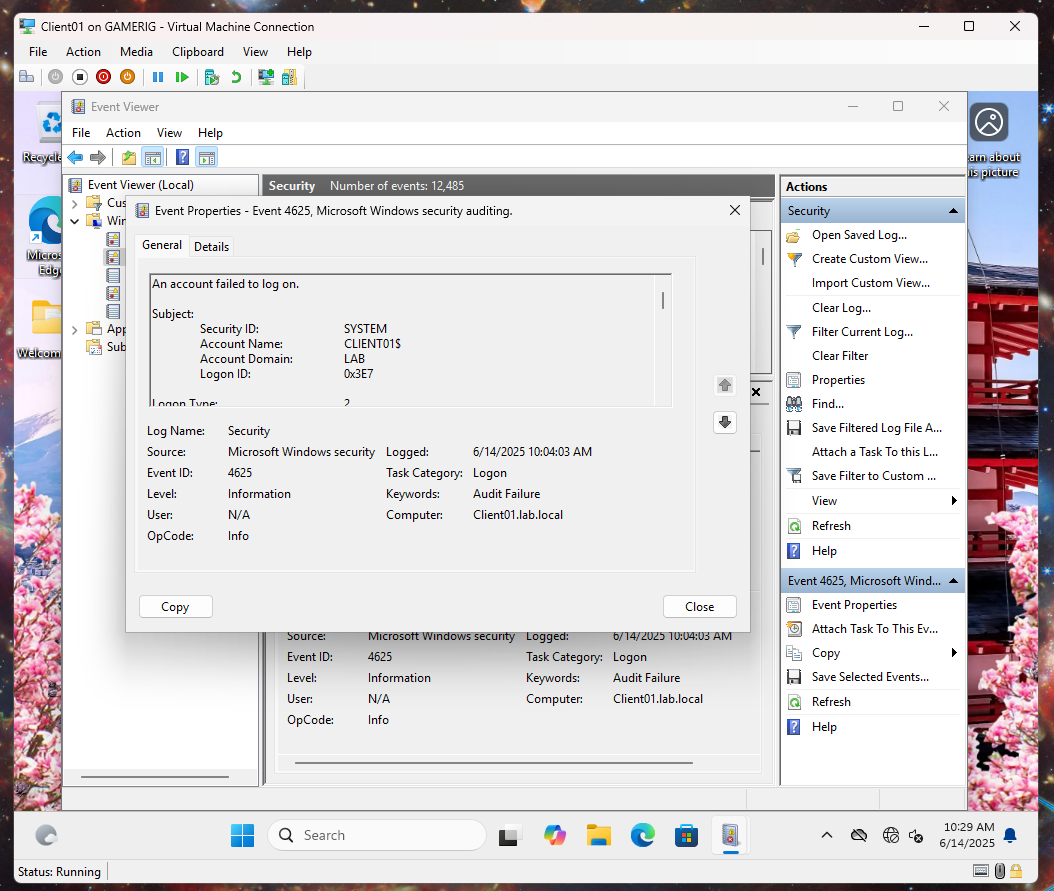 Client01 on GAMERIG - Virtual Machine Connection
File Action Media Clipboard View Help
Event Viewer
File Action View Help
Recycle
Micros
Edg
Welcom
arn about
is picture
Event Viewer (Local)
Cus
Win
App
Sub
Security Number of events: 12,485
Event Properties - Event 4625, Microsoft Windows security auditing.
General Details
An account failed to log on.
Subject:
Security ID: SYSTEM
Account Name: CLIENT01$
Account Domain: LAB
Logon ID: 0x3E7
Logon Type: 2
Log Name: Security
Source: Microsoft Windows security Logged: 6/14/2025 10:04:03 AM
Event ID: 4625 Task Category: Logon
Level: Information Keywords: Audit Failure
User: N/A Computer: Client01.lab.local
OpCode: Info
Copy Close
Source: Microsoft Windows security Logged: 6/14/2025 10:04:03 AM
Event ID: 4625 Task Category: Logon
Level: Information Keywords: Audit Failure
User: N/A Computer: Client01.lab.local
OpCode: Info
Actions
Security
Open Saved Log...
Create Custom View...
Import Custom View...
Clear Log...
Filter Current Log...
Clear Filter
Properties
Find...
Save Filtered Log File A...
Attach a Task To this L...
Save Filter to Custom ...
View
Refresh
Help
Event 4625, Microsoft Wind...
Event Properties
Attach Task To This Ev...
Copy
Save Selected Events...
Refresh
Help
Search
10:29 AM
6/14/2025
Status: Running